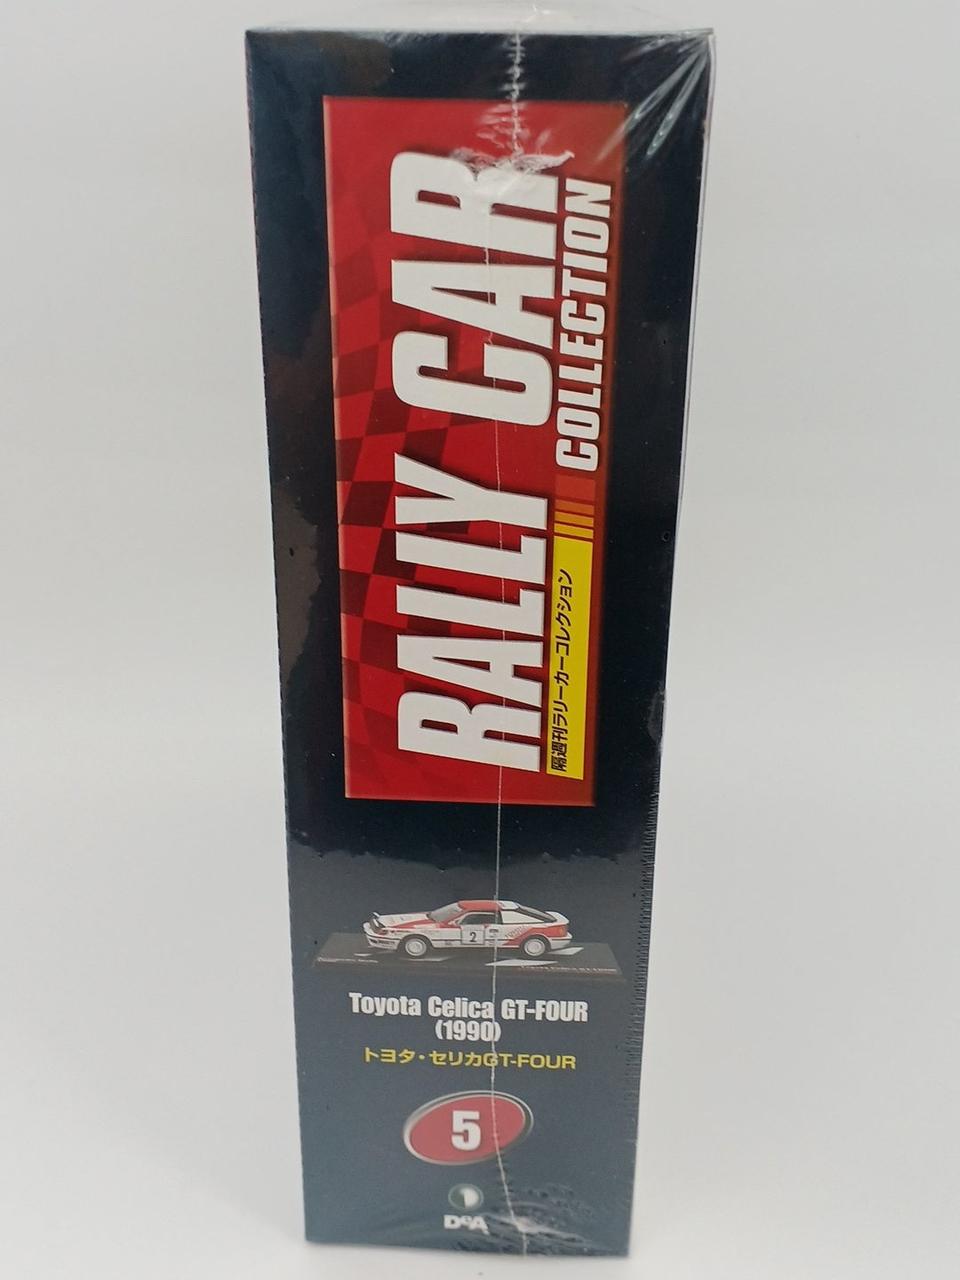 RALLY CAR
COLLECTION
隔週刊ラリーカーコレクション
2
Toyota Celica GT-FOUR
(1990)
トヨタ・セリカGT-FOUR
5
DeA